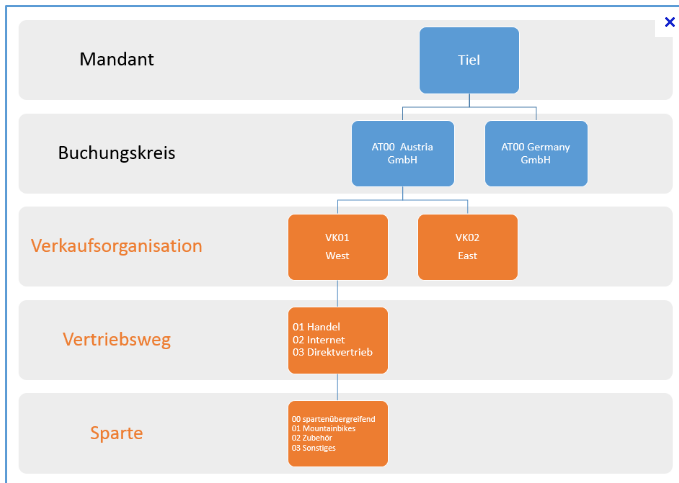 Mandant
Tiel
Buchungskreis
AT00 Austria
GmbH
AT00 Germany
GmbH
Verkaufsorganisation
VK01
West
VK02
East
Vertriebsweg
01 Handel
02 Internet
03 Direktvertrieb
Sparte
00 spartenübergreifend
01 Mountainbikes
02 Zubehör
03 Sonstiges